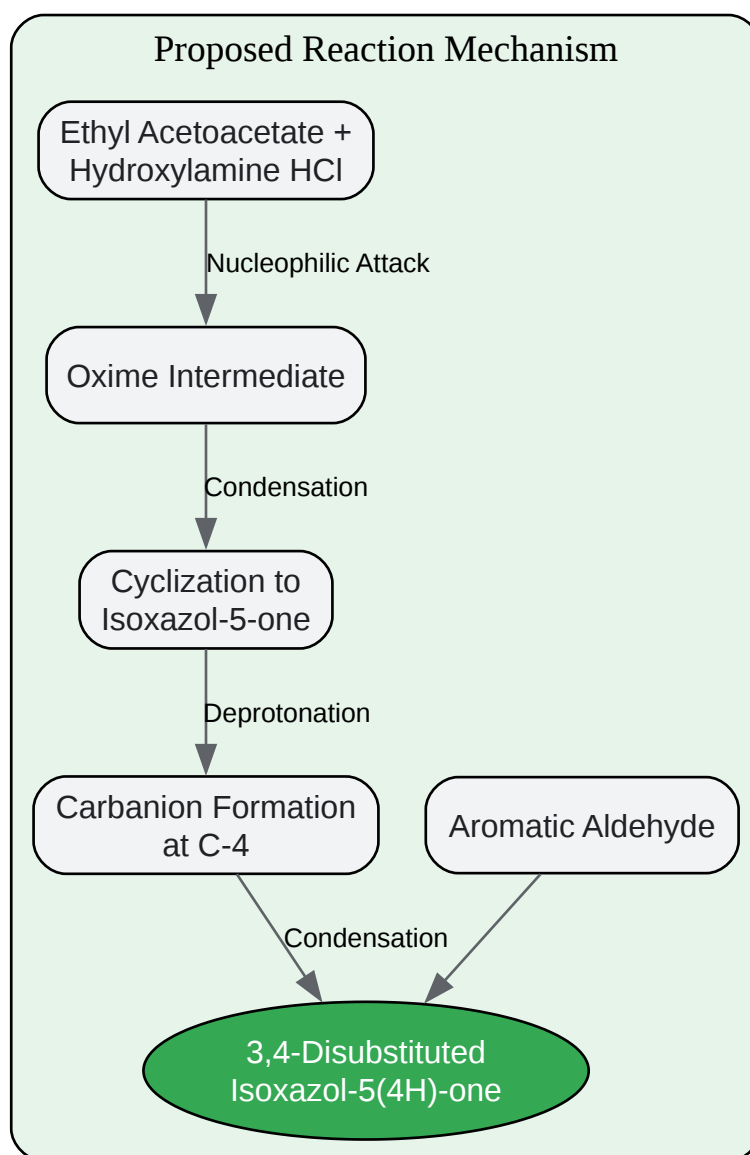 Proposed Reaction Mechanism
Ethyl Acetoacetate +
Hydroxylamine HCl
Nucleophilic Attack
Oxime Intermediate
Condensation
Cyclization to
Isoxazol-5-one
Deprotonation
Carbanion Formation
at C-4
Aromatic Aldehyde
Condensation
3,4-Disubstituted
Isoxazol-5(4H)-one